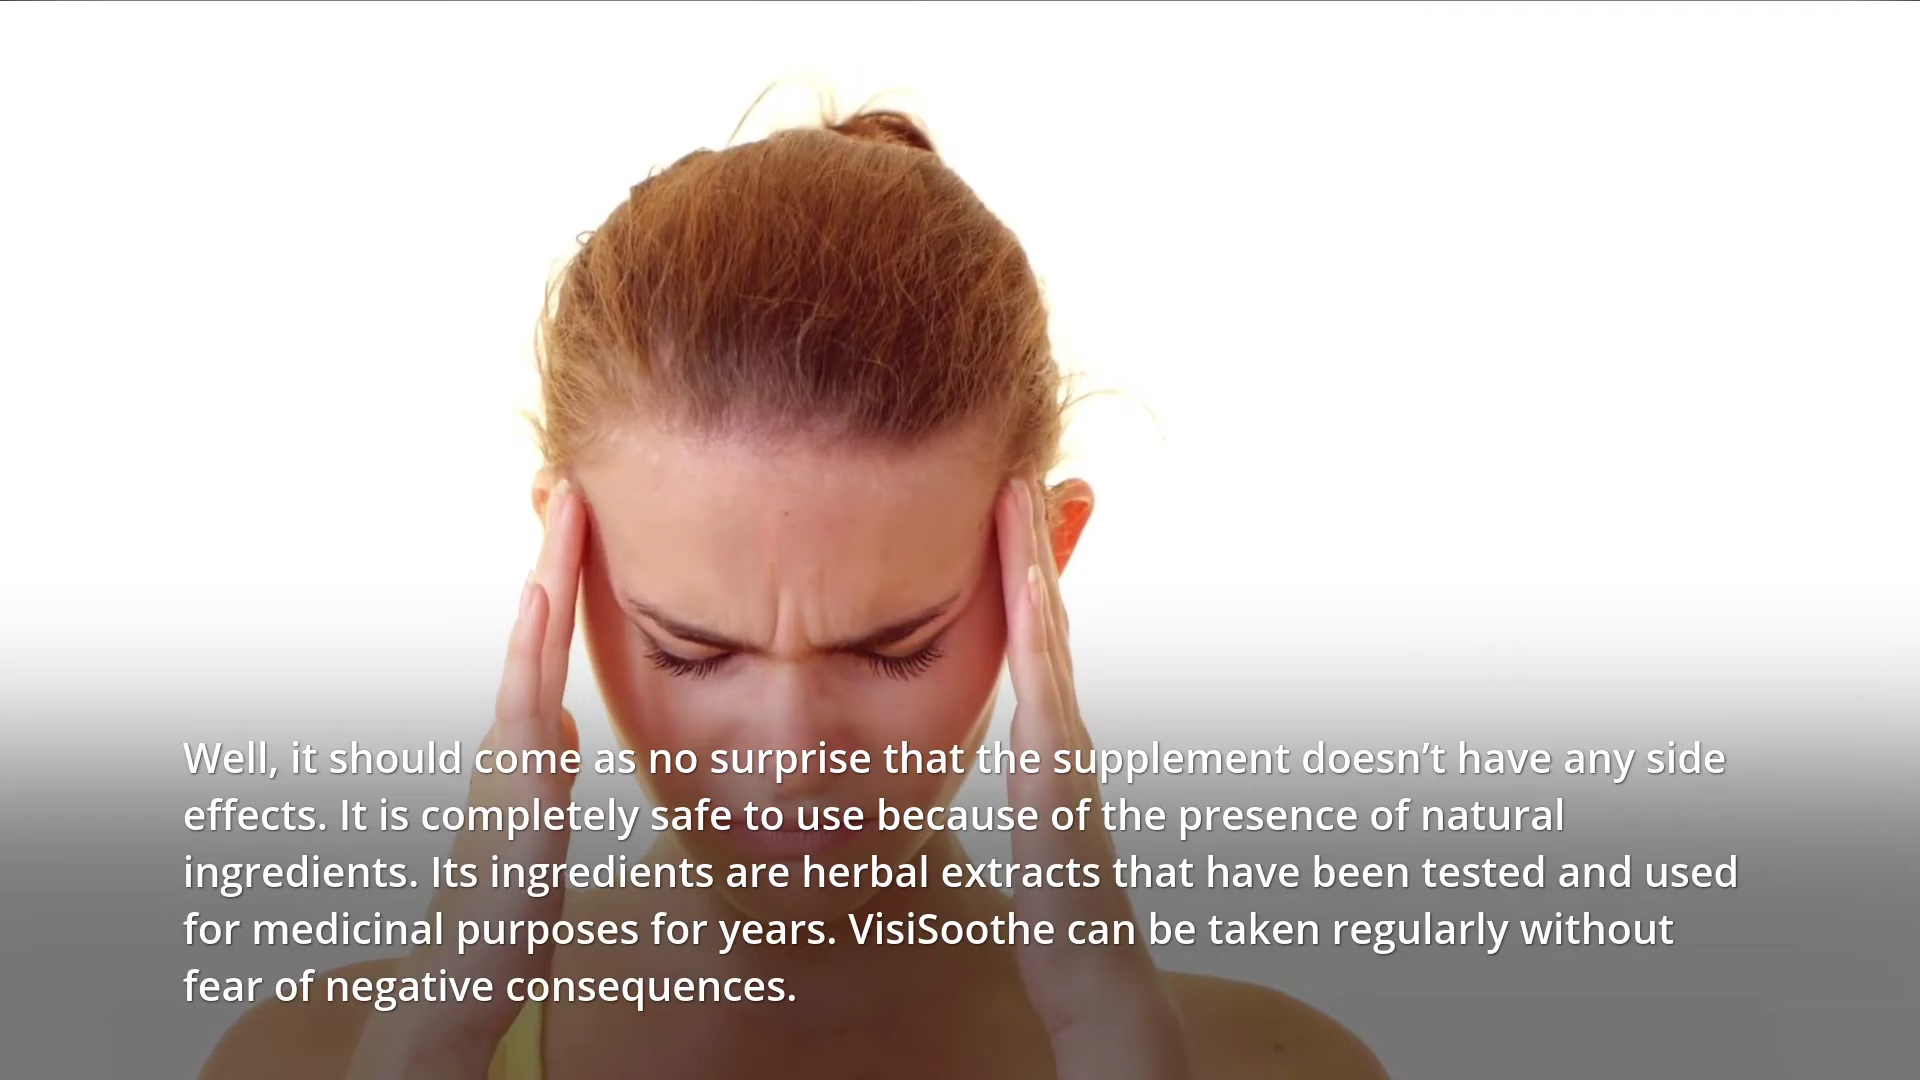 Well, it should come as no surprise that the supplement doesn’t have any side
effects. It is completely safe to use because of the presence of natural
ingredients. Its ingredients are herbal extracts that have been tested and used
for medicinal purposes for years. VisiSoothe can be taken regularly without
fear of negative consequences.